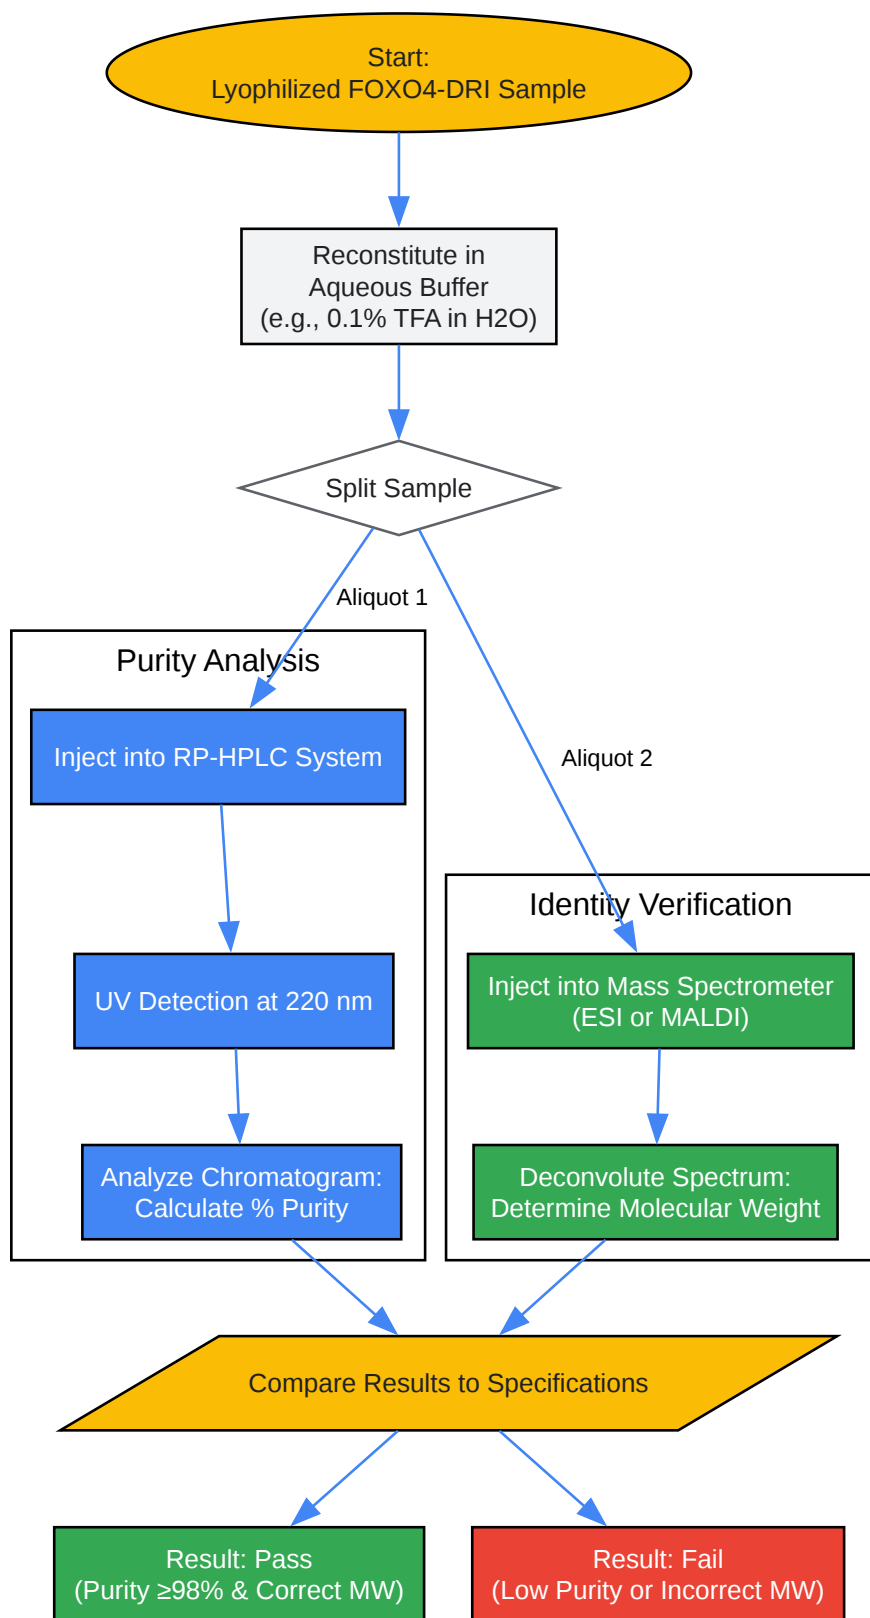 Start:
Lyophilized FOXO4-DRI Sample
Reconstitute in
Aqueous Buffer
(e.g., 0.1% TFA in H2O)
Split Sample
Aliquot 1
Purity Analysis
Inject into RP-HPLC System
UV Detection at 220 nm
Analyze Chromatogram:
Calculate % Purity
Aliquot 2
Identity Verification
Inject into Mass Spectrometer
(ESI or MALDI)
Deconvolute Spectrum:
Determine Molecular Weight
Compare Results to Specifications
Result: Pass
(Purity ≥98% & Correct MW)
Result: Fail
(Low Purity or Incorrect MW)